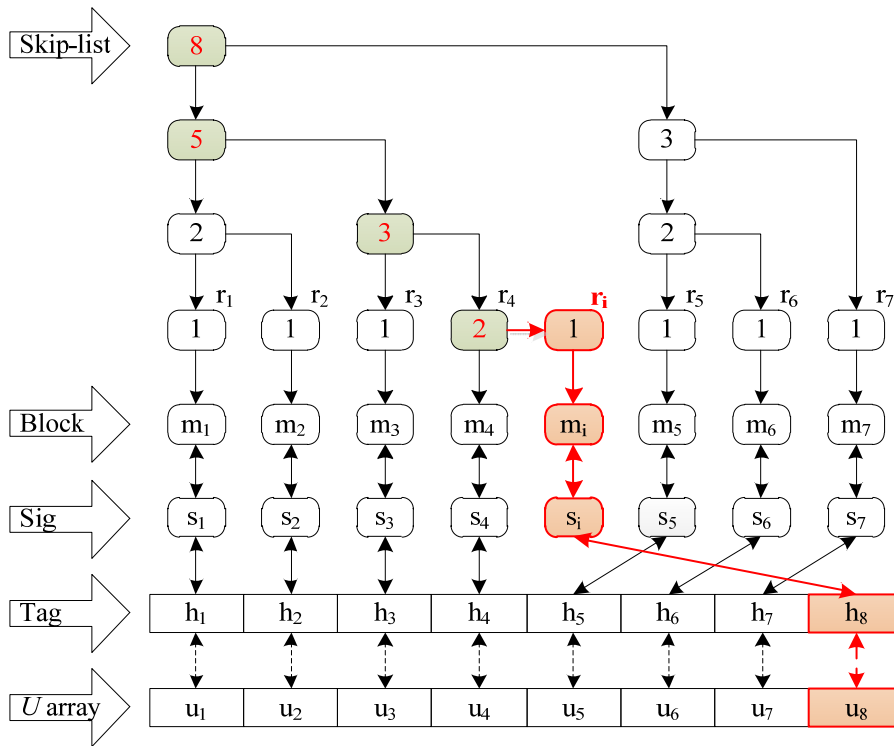 Skip-list 8
5 3
2 3 2
r₁ r₂ r₃ r₄ rᵢ r₅ r₆ r₇
1 1 1 2 1 1 1 1
Block m₁ m₂ m₃ m₄ mᵢ m₅ m₆ m₇
Sig s₁ s₂ s₃ s₄ sᵢ s₅ s₆ s₇
Tag h₁ h₂ h₃ h₄ h₅ h₆ h₇ h₈
U array u₁ u₂ u₃ u₄ u₅ u₆ u₇ u₈